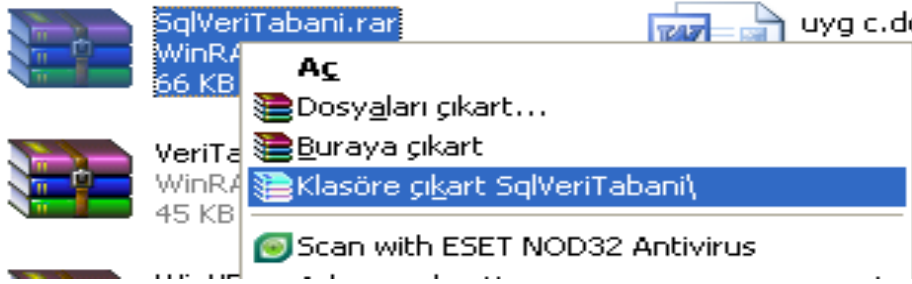 SqlVeriTabani.rar
WinRA
66 KB
uyg c.d
Aç
Dosyaları çıkart...
Buraya çıkart
Klasöre çıkart SqlVeriTabani\
Scan with ESET NOD32 Antivirus
VeriTa
WinRA
45 KB